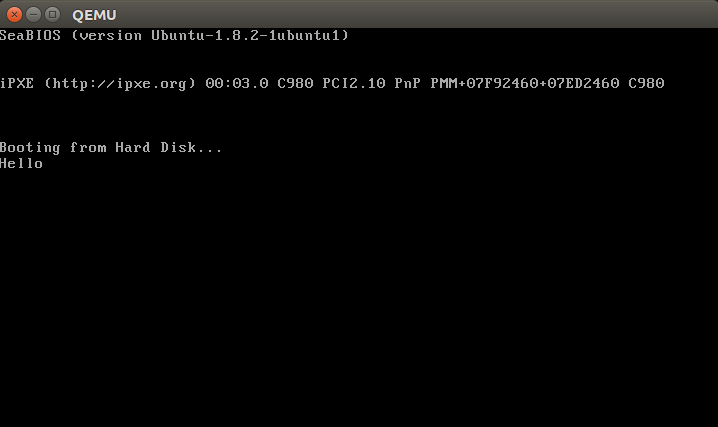 QEMU
SeaBIOS (version Ubuntu-1.8.2-1ubuntu1)
iPXE (http://ipxe.org) 00:03.0 C980 PCI2.10 PnP PMM+07F92460+07ED2460 C980
Booting from Hard Disk...
Hello